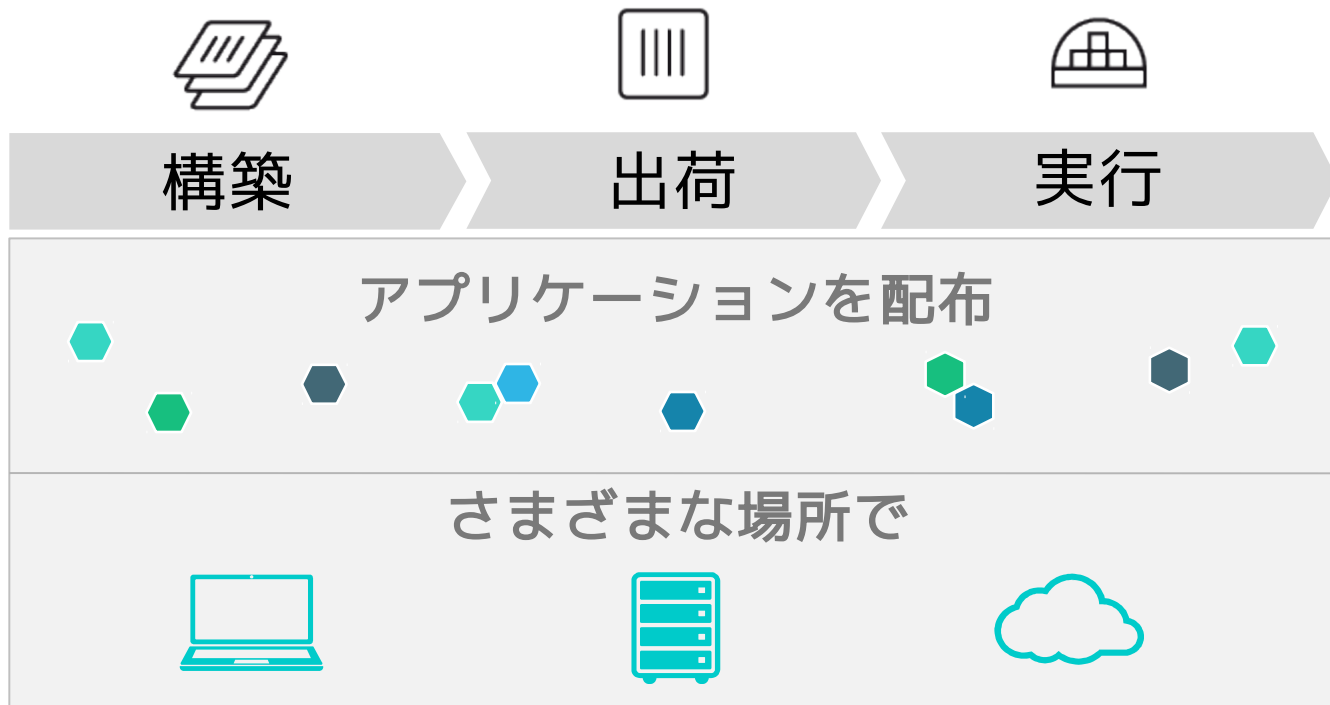 構築
出荷
実行
アプリケーションを配布
さまざまな場所で